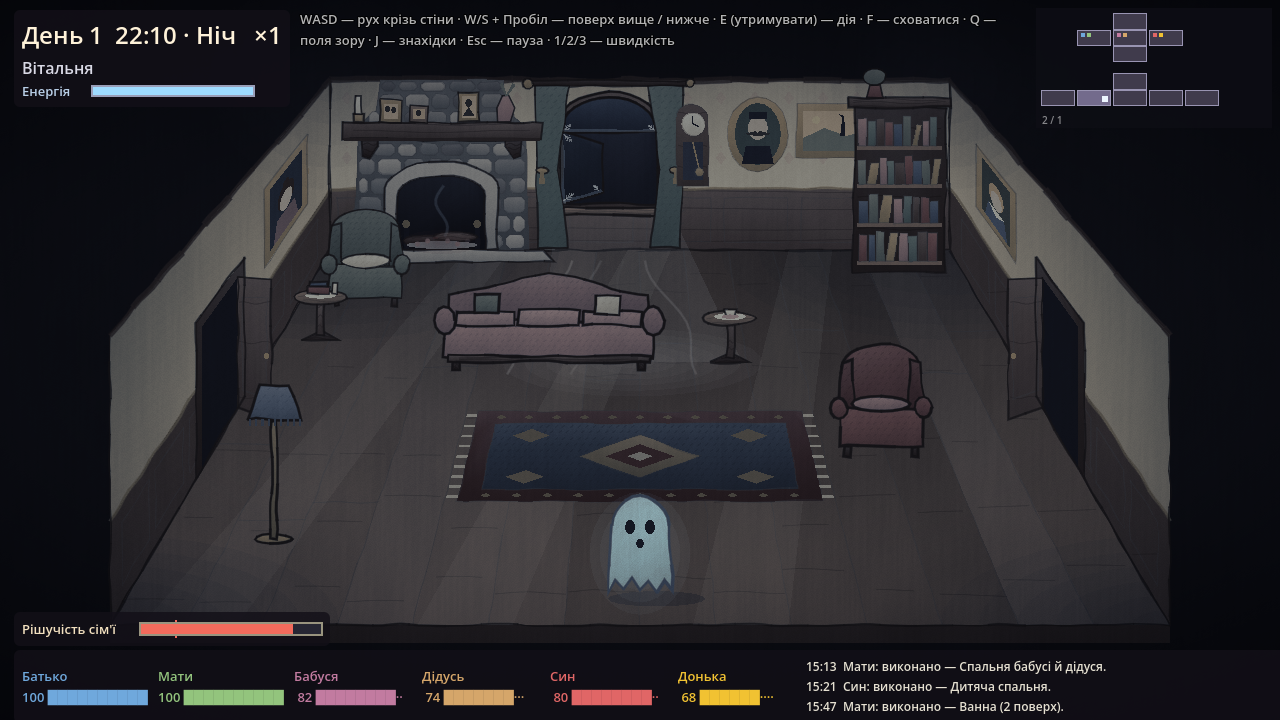 День 1 22:10 · Ніч ×1
Вітальня
Енергія
WASD — рух крізь стіни · W/S + Пробіл — поверх вище / нижче · E (утримувати) — дія · F — сховатися · Q —
поля зору · J — знахідки · Esc — пауза · 1/2/3 — швидкість
2 / 1
Рішучість сім'ї
Батько
100
Мати
100
Бабуся
82
Дідусь
74
Син
80
Донька
68
15:13 Мати: виконано — Спальня бабусі й дідуся.
15:21 Син: виконано — Дитяча спальня.
15:47 Мати: виконано — Ванна (2 поверх).